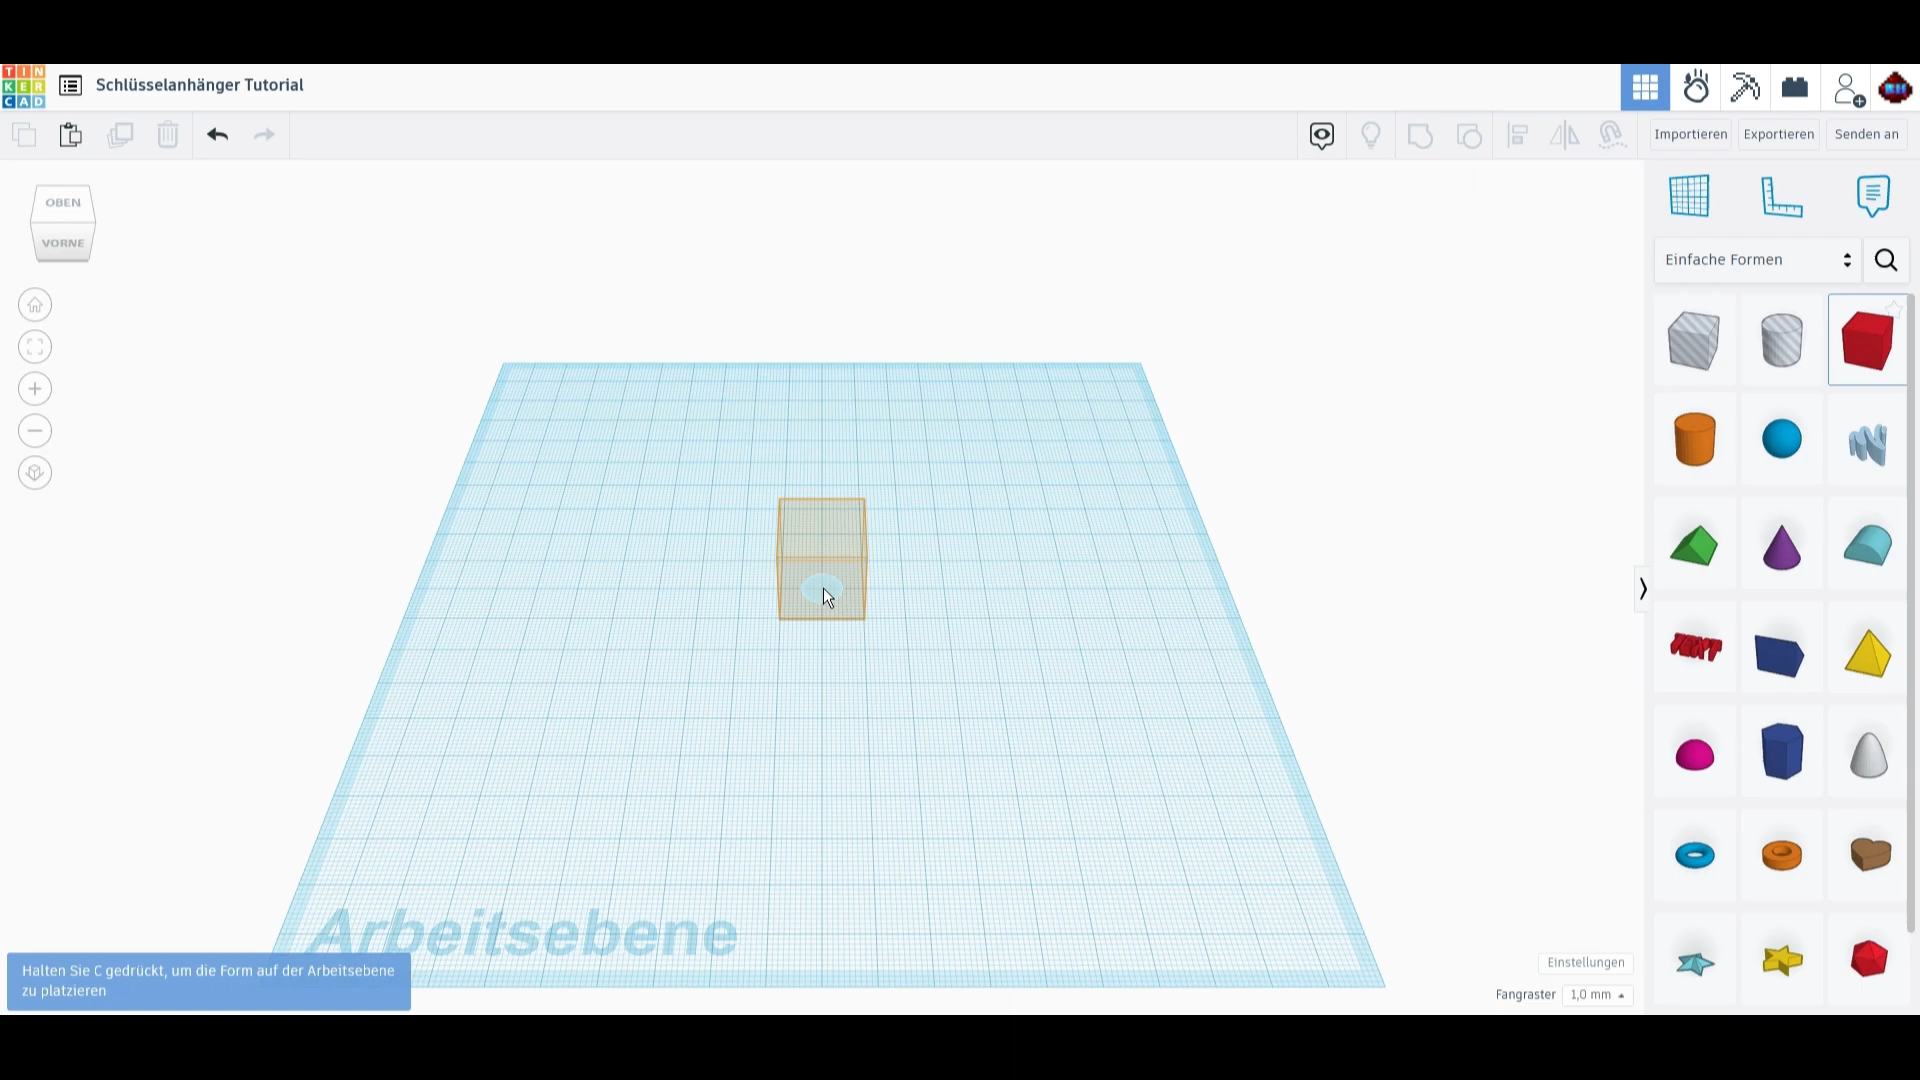 TIN
KER
CAD
Schlüsselanhänger Tutorial
Importieren
Exportieren
Senden an
OBEN
VORNE
Einfache Formen
TEXT
Arbeitsebene
Halten Sie C gedrückt, um die Form auf der Arbeitsebene
zu platzieren
Einstellungen
Fangraster
1,0 mm